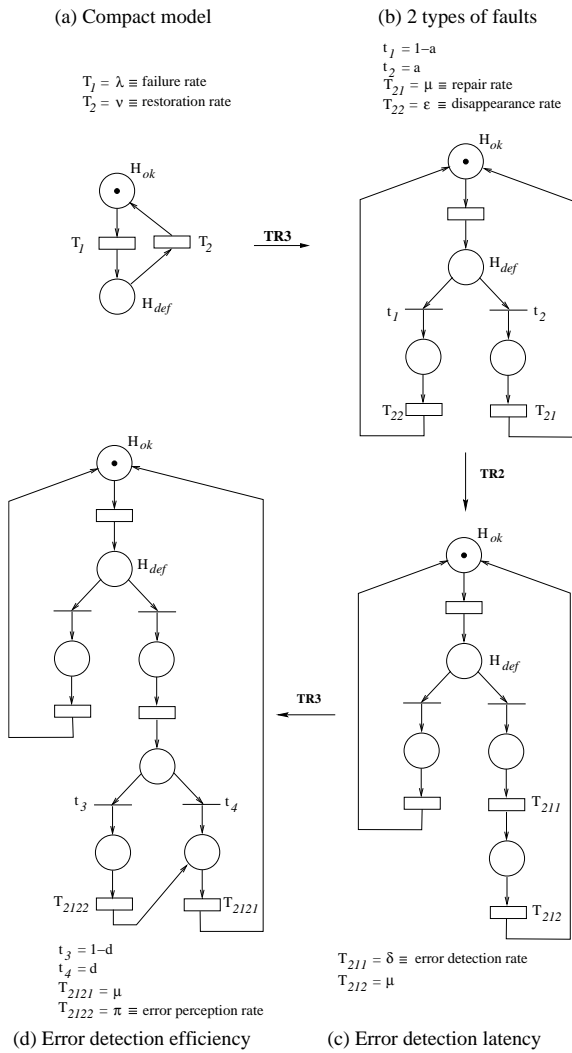 (a) Compact model
T1 = λ ≡ failure rate
T2 = ν ≡ restoration rate
Hok
T1
T2
Hdef
TR3
(b) 2 types of faults
t1 = 1–a
t2 = a
T21 = μ ≡ repair rate
T22 = ε ≡ disappearance rate
Hok
Hdef
t1
t2
T22
T21
TR2
Hok
Hdef
T211
T212
T211 = δ ≡ error detection rate
T212 = μ
(c) Error detection latency
TR3
Hok
Hdef
t3
t4
T2122
T2121
t3 = 1–d
t4 = d
T2121 = μ
T2122 = π ≡ error perception rate
(d) Error detection efficiency